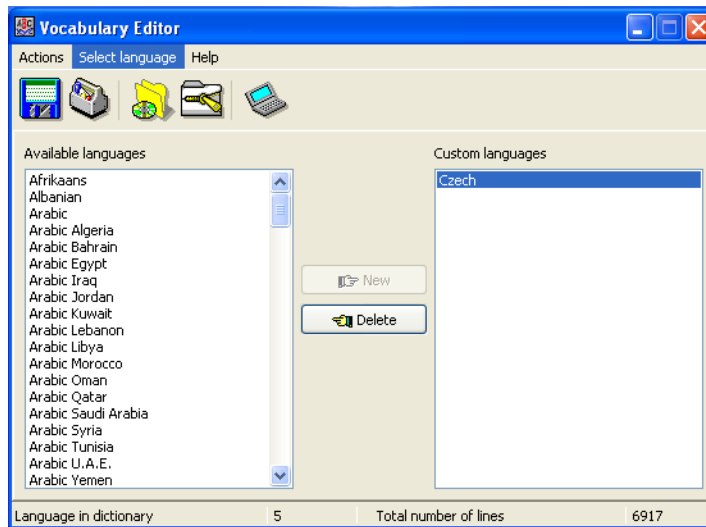 Vocabulary Editor
Actions Select language Help
Available languages
Custom languages
Afrikaans
Albanian
Arabic
Arabic Algeria
Arabic Bahrain
Arabic Egypt
Arabic Iraq
Arabic Jordan
Arabic Kuwait
Arabic Lebanon
Arabic Libya
Arabic Morocco
Arabic Oman
Arabic Qatar
Arabic Saudi Arabia
Arabic Syria
Arabic Tunisia
Arabic U.A.E.
Arabic Yemen
New
Delete
Czech
Language in dictionary 5 Total number of lines 6917